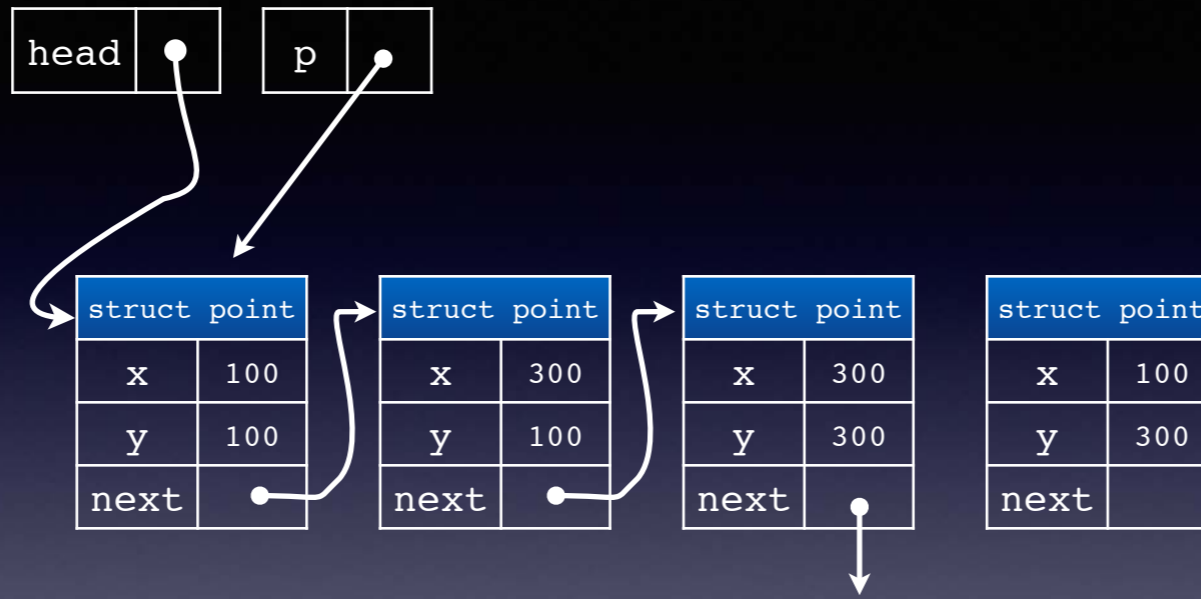 head p
struct point struct point struct point struct point
x 100 x 300 x 300 x 100
y 100 y 100 y 300 y 300
next next next next